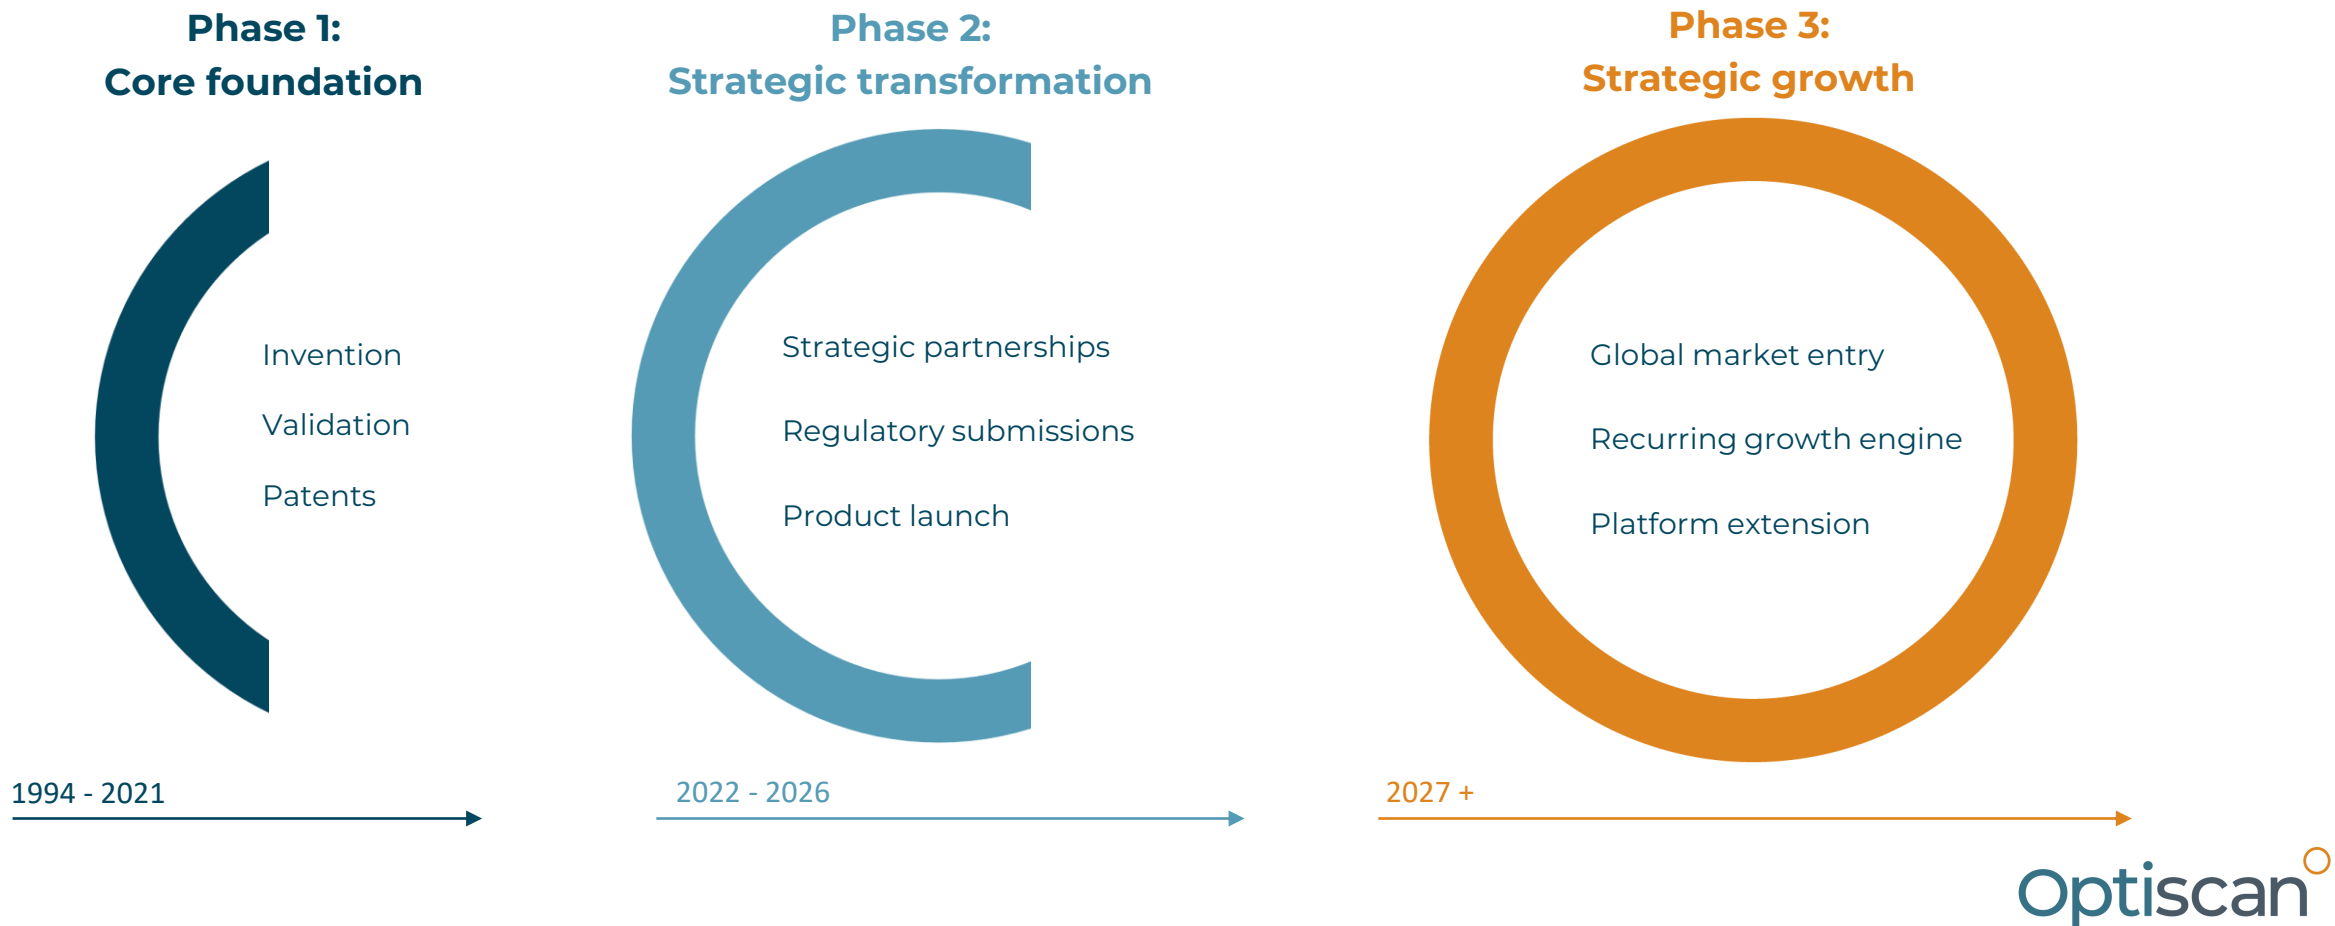 Phase 1:
Core foundation
Invention
Validation
Patents
1994 - 2021
Phase 2:
Strategic transformation
Strategic partnerships
Regulatory submissions
Product launch
2022 - 2026
Phase 3:
Strategic growth
Global market entry
Recurring growth engine
Platform extension
2027 +
Optiscan